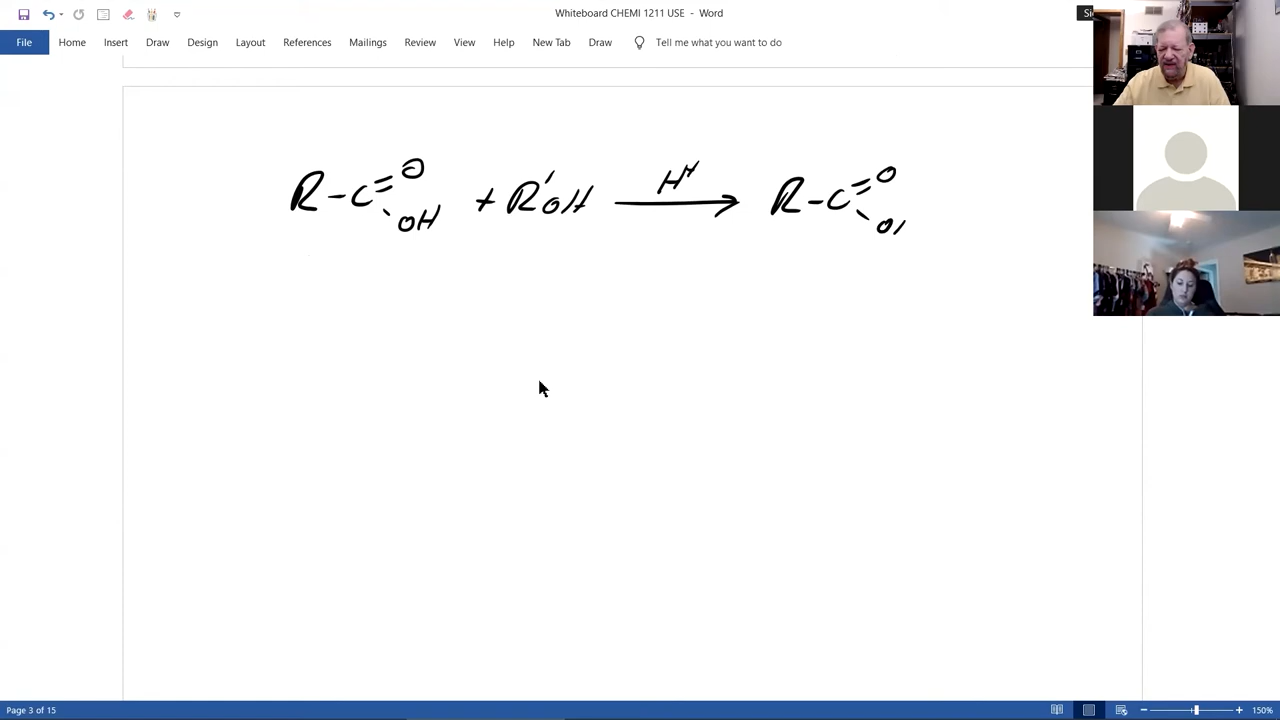 Whiteboard CHEMI 1211 USE - Word
File Home Insert Draw Design Layout References Mailings Review View Help New Tab Draw Tell me what you want to do
R-C=O + R'OH H+ → R-C=O
OH O
Page 3 of 15 150%